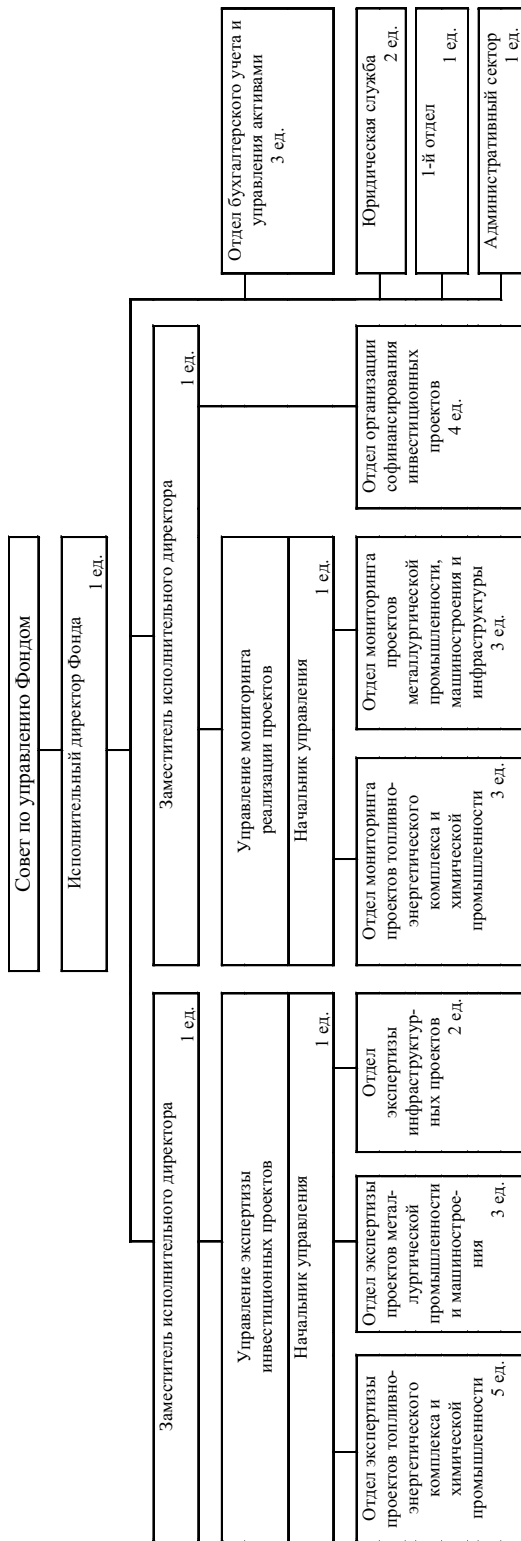 Совет по управлению Фондом
Исполнительный директор Фонда
1 ед.
Заместитель исполнительного директора
1 ед.
Заместитель исполнительного директора
1 ед.
Отдел бухгалтерского учета и
управления активами
3 ед.
Управление экспертизы
инвестиционных проектов
Начальник управления
1 ед.
Управление мониторинга
реализации проектов
Начальник управления
1 ед.
Отдел экспертизы
проектов топливно-
энергетического
комплекса и
химической
промышленности
5 ед.
Отдел экспертизы
проектов метал-
лургической
промышленности
и машинострое-
ния
3 ед.
Отдел
экспертизы
инфраструктур-
ных проектов
2 ед.
Отдел мониторинга
проектов топливно-
энергетического
комплекса и
химической
промышленности
3 ед.
Отдел мониторинга
проектов
металлургической
промышленности,
машиностроения и
инфраструктуры
3 ед.
Отдел организации
софинансирования
инвестиционных
проектов
4 ед.
Юридическая служба
2 ед.
1-й отдел
1 ед.
Административный сектор
1 ед.